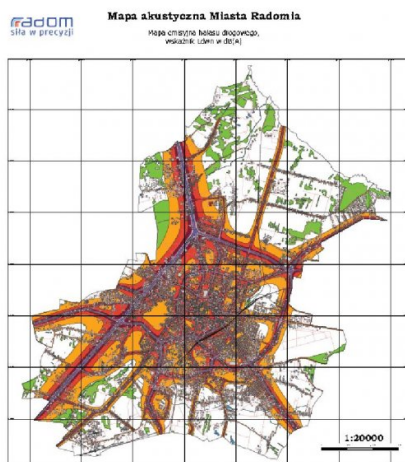 Radom
siła w precyzji
Mapa akustyczna Miasta Radomia
Mapa emisyjna hałasu drogowego,
wskaźnik Ldwn w dB(A)
1:20000